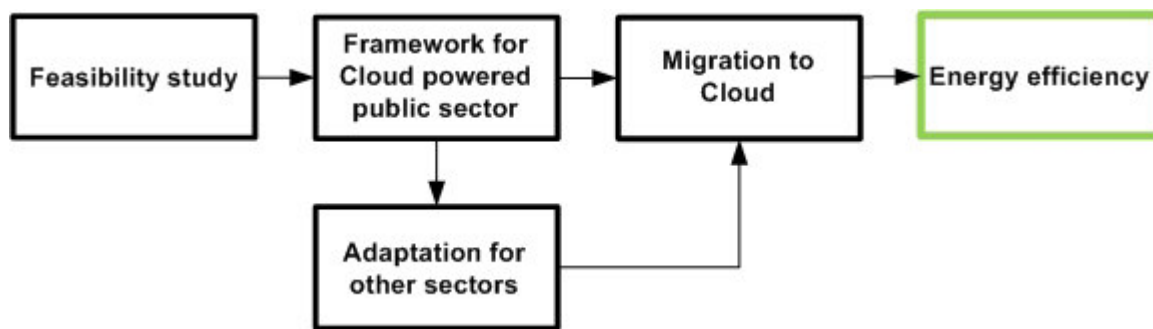 Feasibility study
Framework for
Cloud powered
public sector
Migration to
Cloud
Energy efficiency
Adaptation for
other sectors